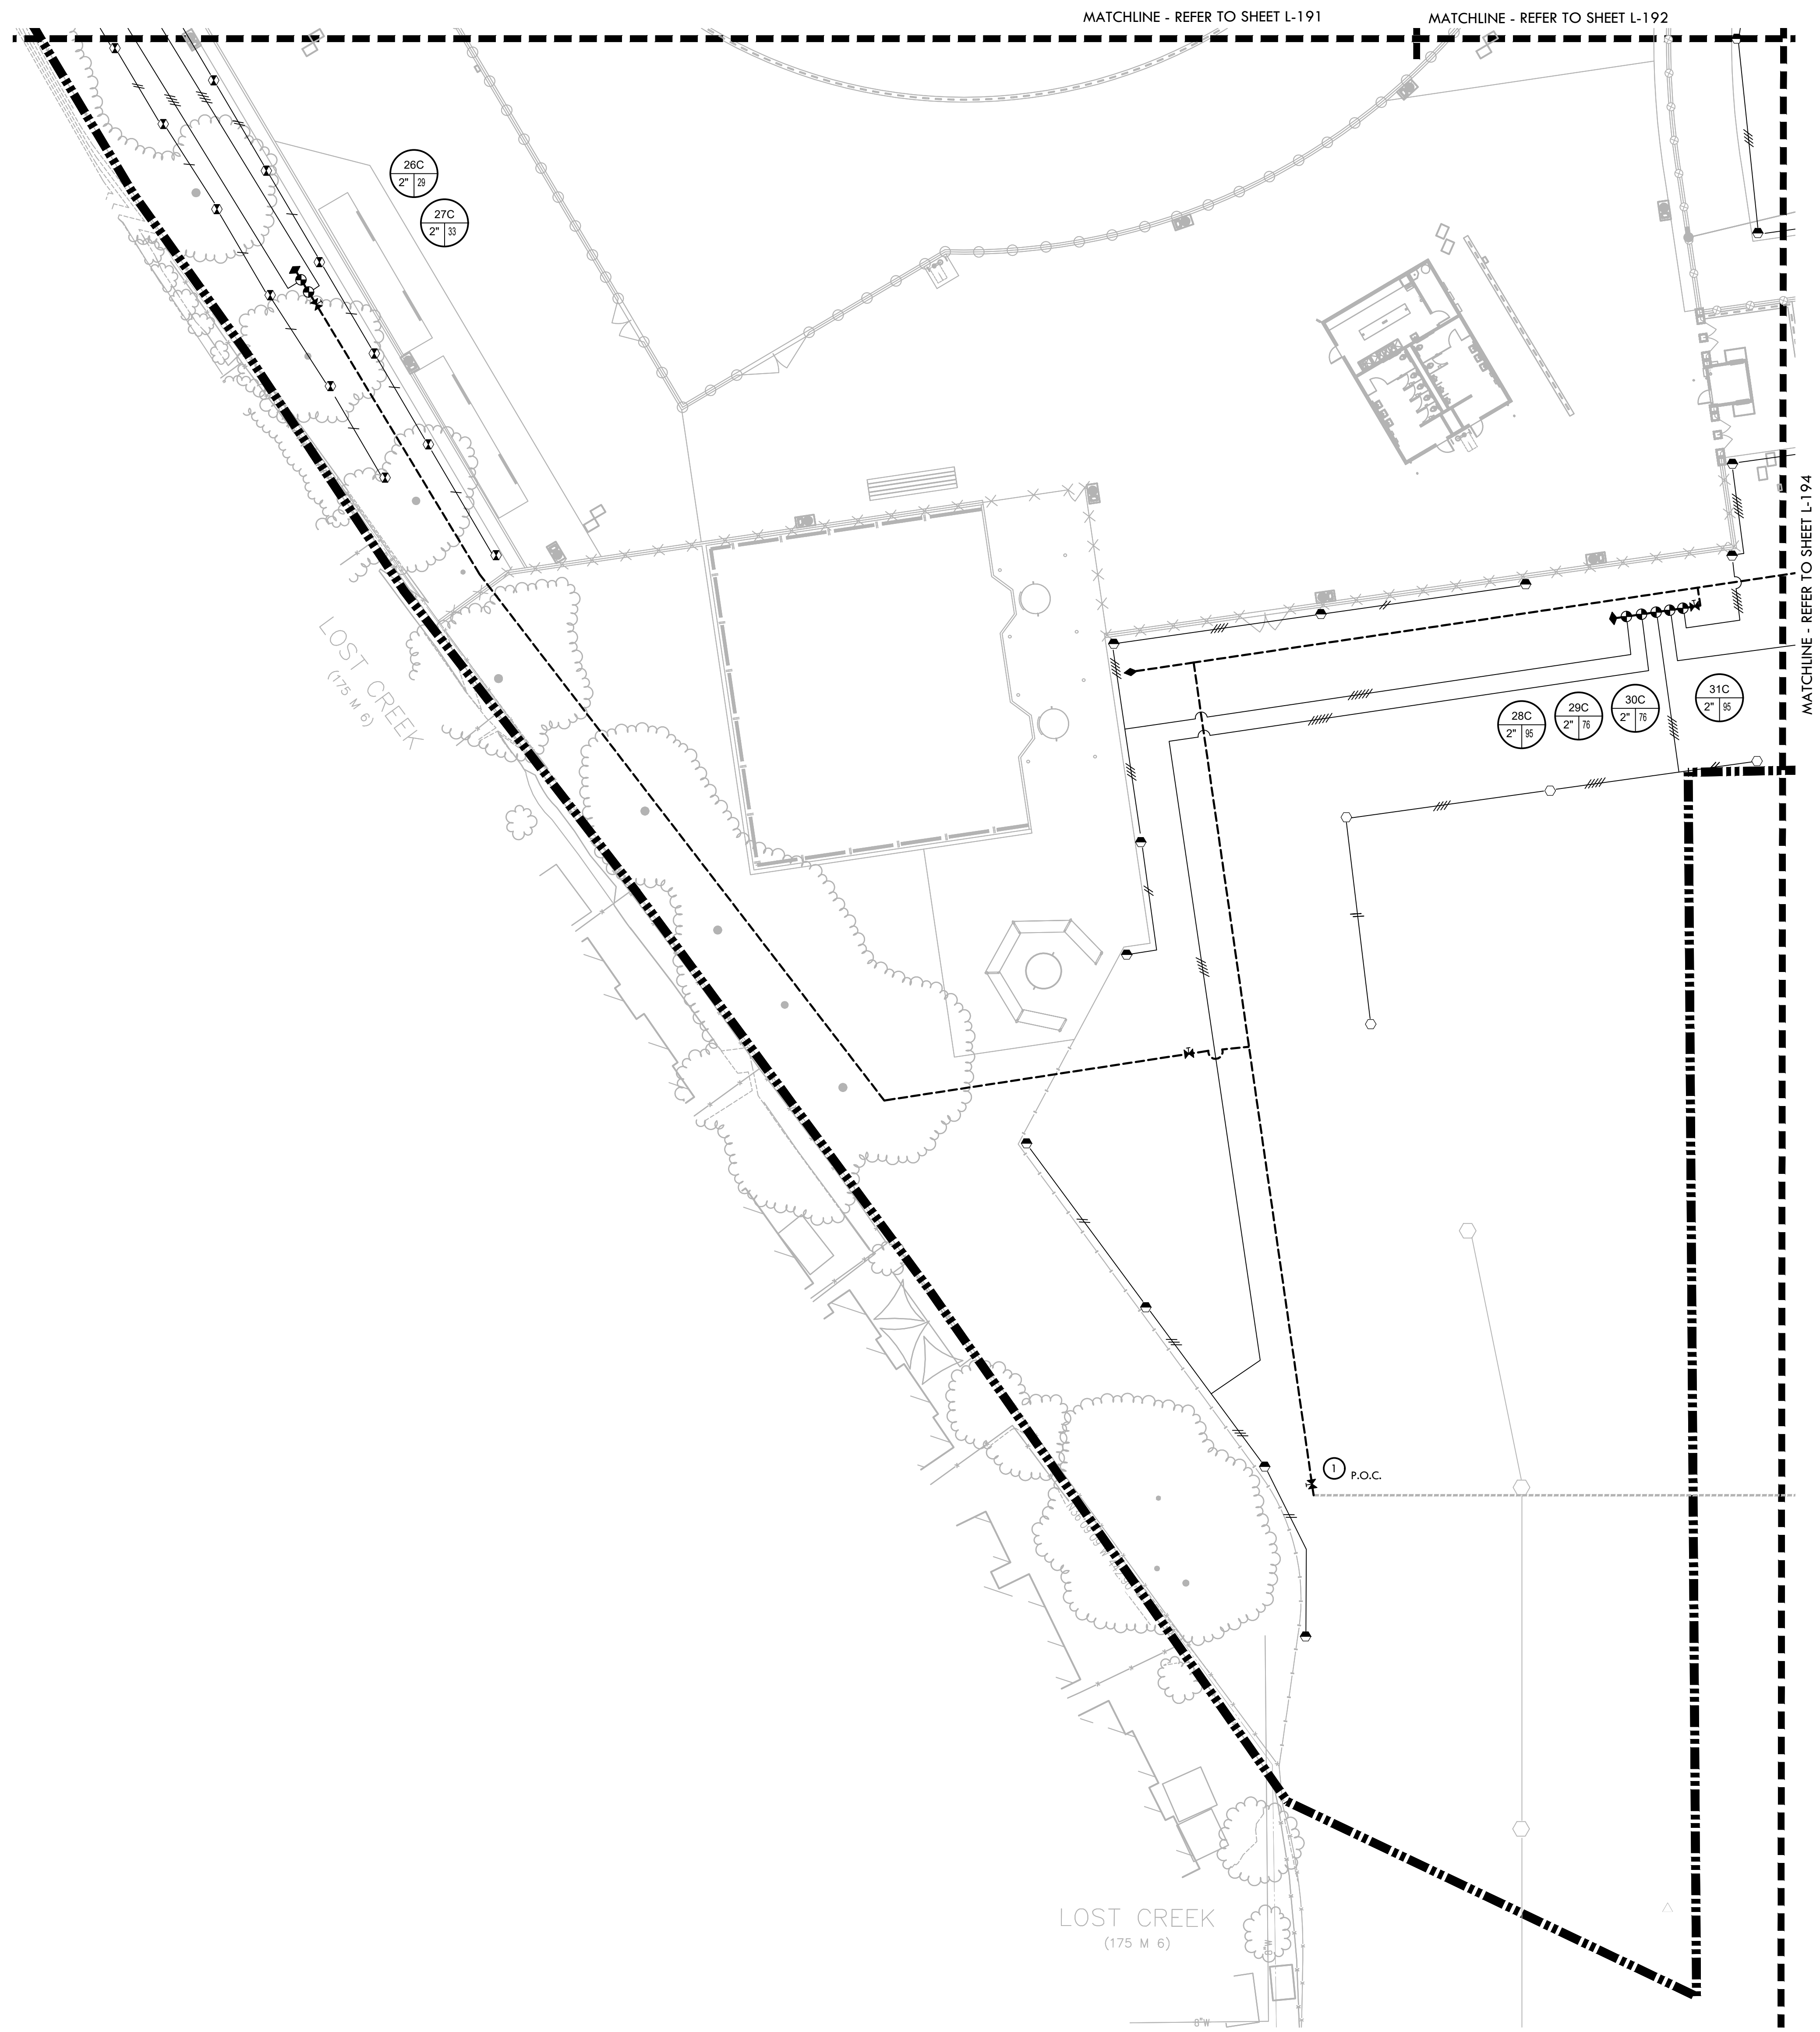 MATCHLINE - REFER TO SHEET L-191
MATCHLINE - REFER TO SHEET L-192
26C
2" 29
27C
2" 33
MATCHLINE - REFER TO SHEET L-194
LOST CREEK
(175 M 6)
28C
2" 95
29C
2" 76
30C
2" 76
31C
2" 95
1 P.O.C.
LOST CREEK
(175 M 6)
8"W